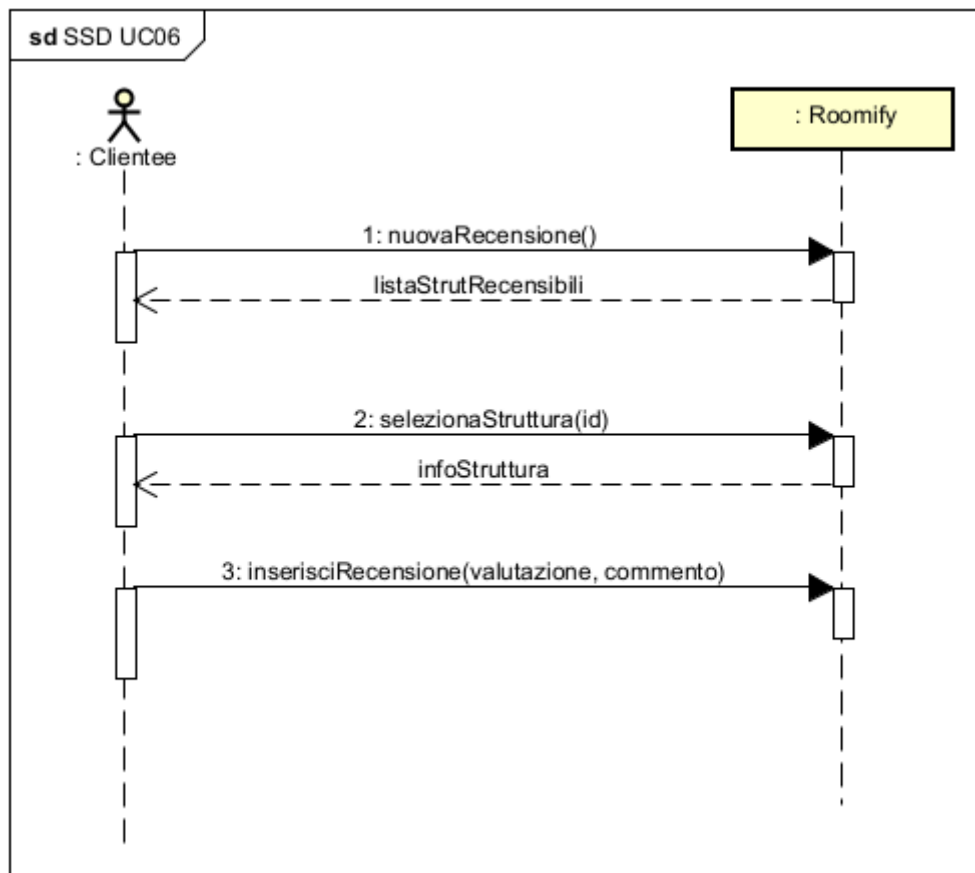 sd SSD UC06
: Clientee
: Roomify
1: nuovaRecensione()
listaStrutRecensibili
2: selezionaStruttura(id)
infoStruttura
3: inserisciRecensione(valutazione, commento)